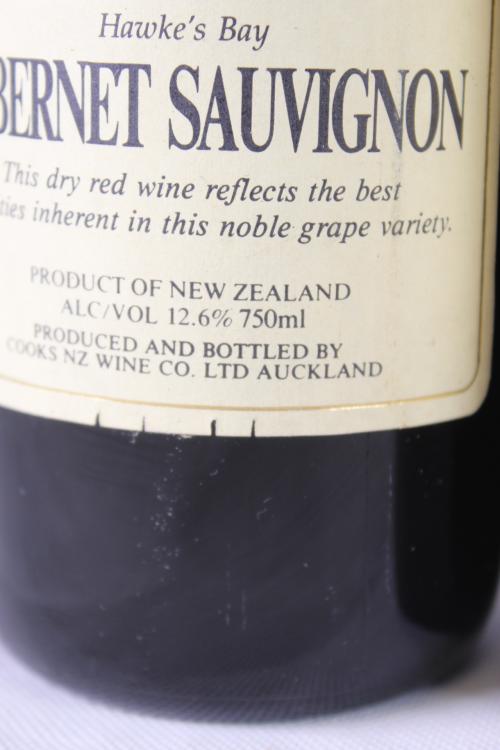 Hawke's Bay
BERNET SAUVIGNON
This dry red wine reflects the best
ties inherent in this noble grape variety.
PRODUCT OF NEW ZEALAND
ALC/VOL 12.6% 750ml
PRODUCED AND BOTTLED BY
COOKS NZ WINE CO. LTD AUCKLAND